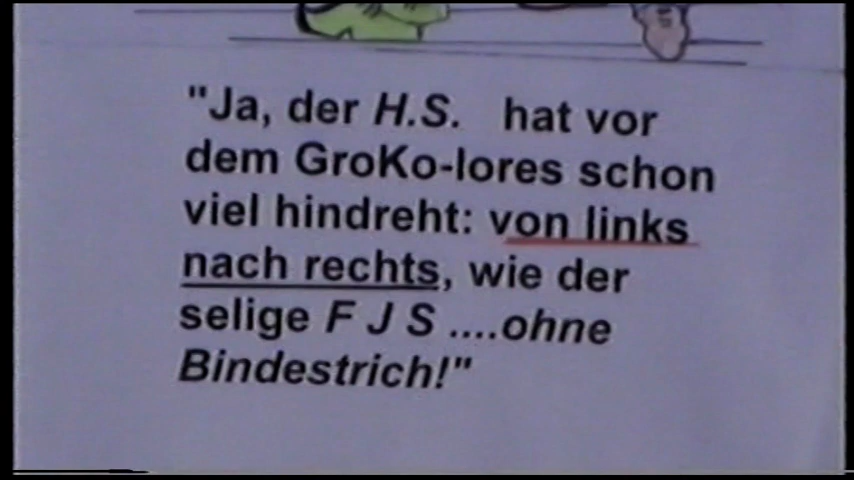 "Ja, der H.S. hat vor
dem GroKo-lores schon
viel hindreht: von links
nach rechts, wie der
selige F J S ....ohne
Bindestrich!"